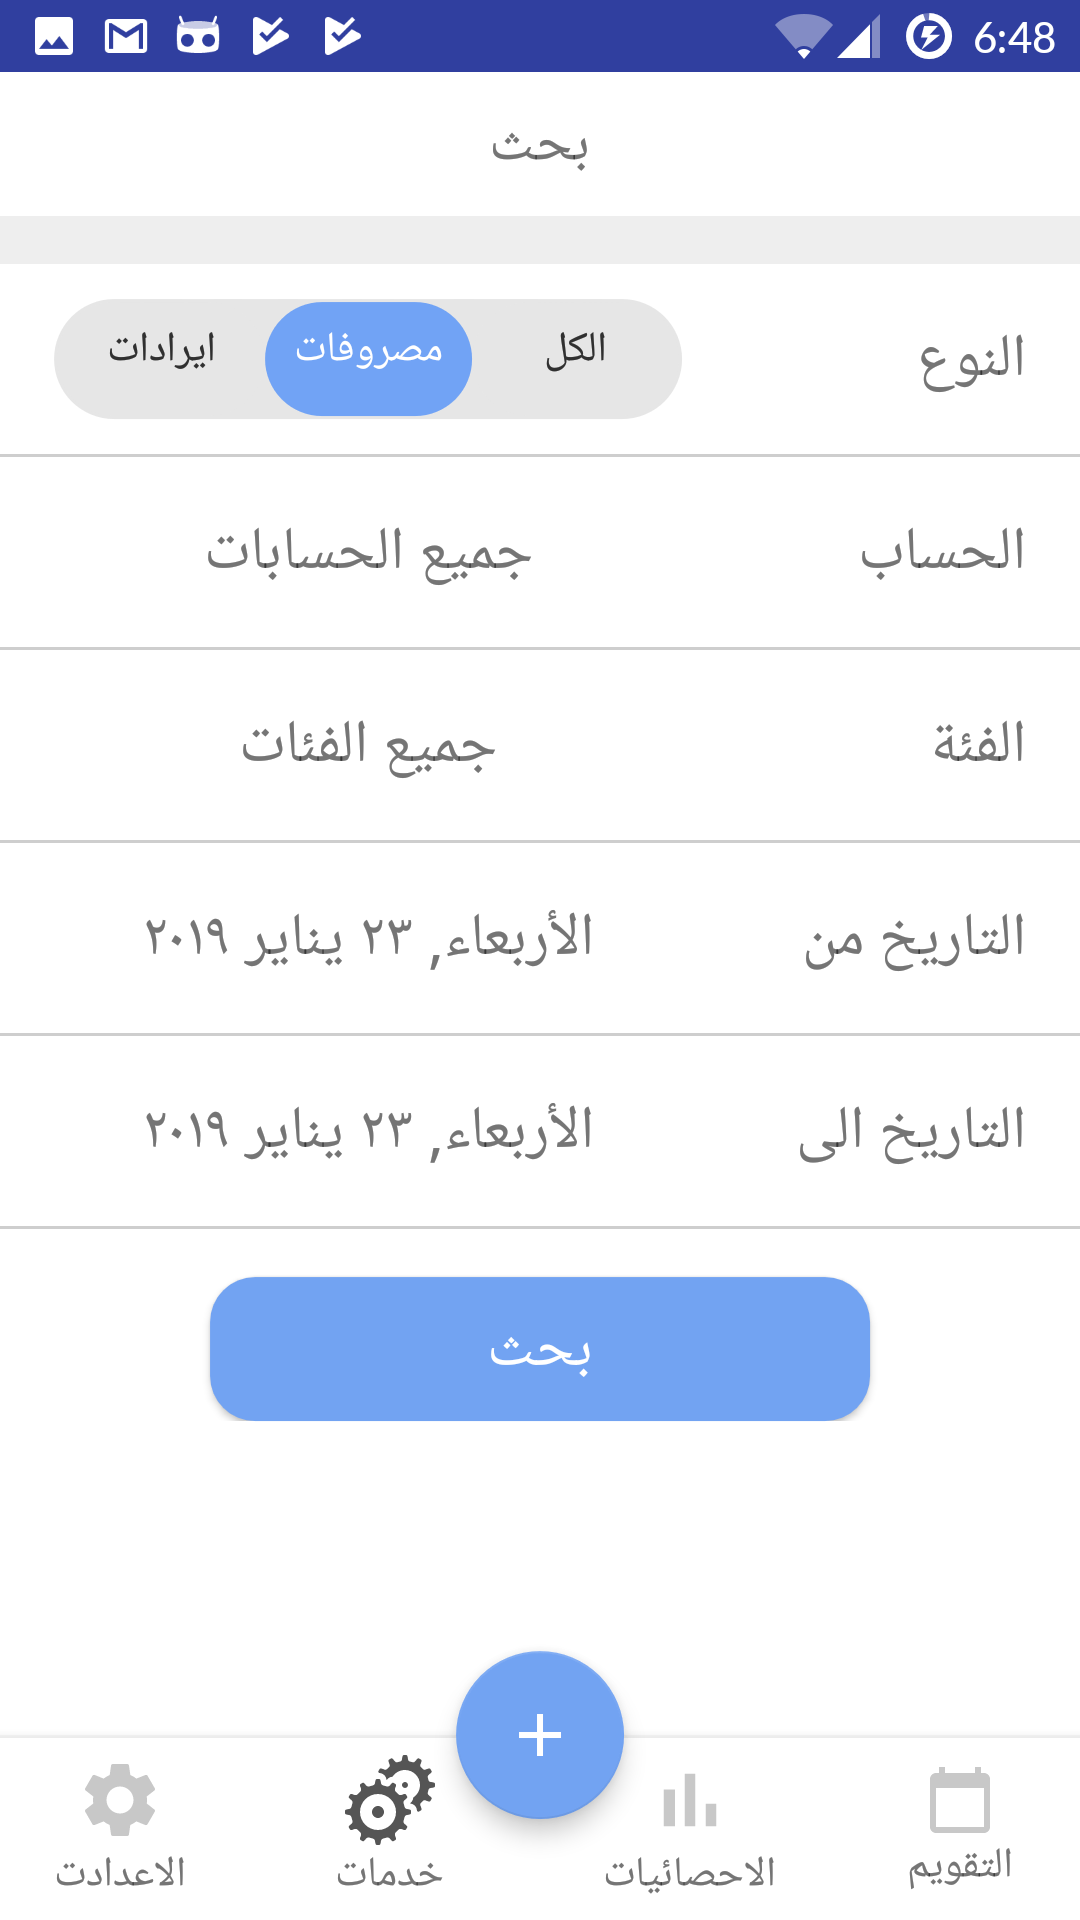 6:48
بحث
النوع
الكل مصروفات ايرادات
الحساب جميع الحسابات
الفئة جميع الفئات
التاريخ من الأربعاء, ٢٣ يناير ٢٠١٩
التاريخ الى الأربعاء, ٢٣ يناير ٢٠١٩
بحث
التقويم الاحصائيات خدمات الاعدادت